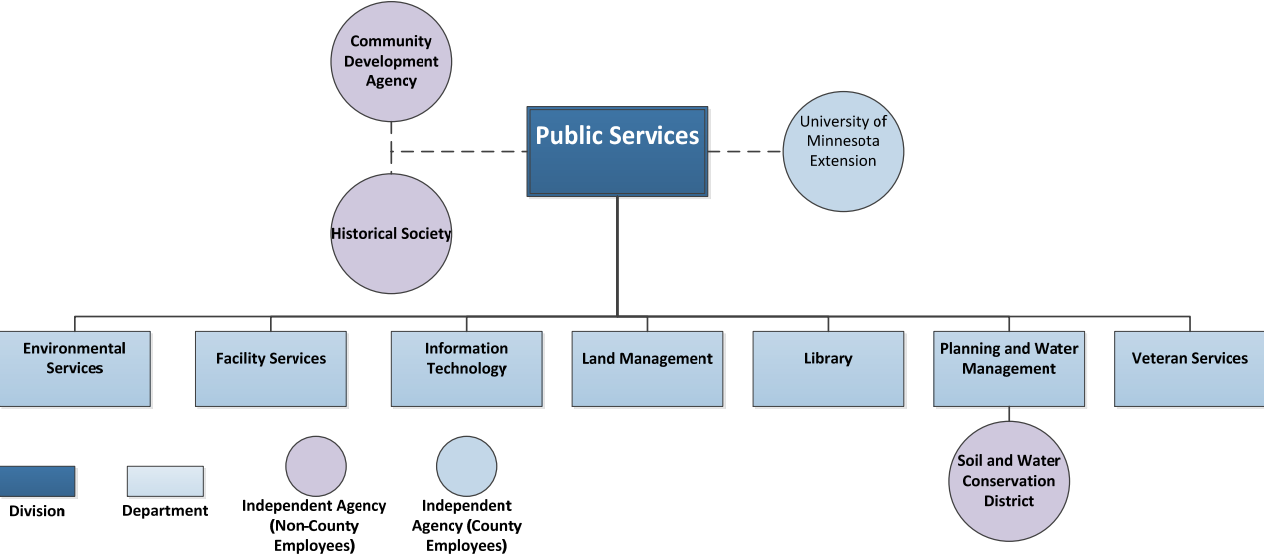 Community
Development
Agency
Public Services
University of
Minnesota
Extension
Historical Society
Environmental
Services
Facility Services
Information
Technology
Land Management
Library
Planning and Water
Management
Veteran Services
Soil and Water
Conservation
District
Division
Department
Independent Agency
(Non-County
Employees)
Independent
Agency (County
Employees)